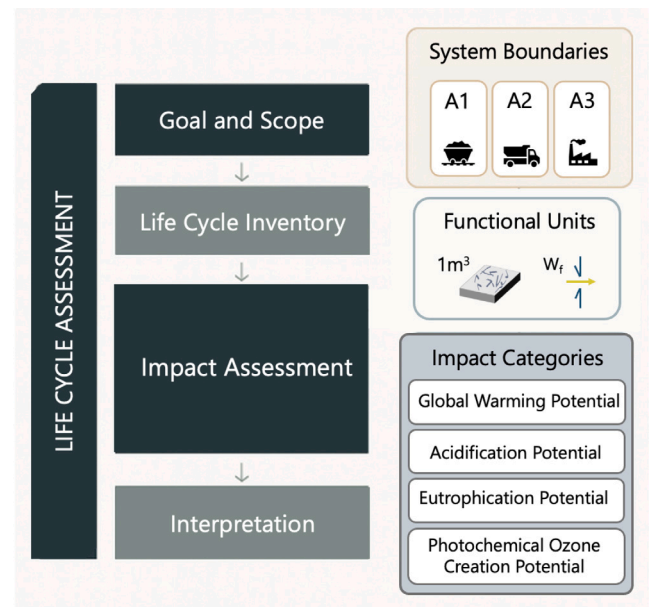 LIFE CYCLE ASSESSMENT
Goal and Scope
↓
Life Cycle Inventory
↓
Impact Assessment
↓
Interpretation
System Boundaries
A1 A2 A3
Functional Units
1m³ W_f
Impact Categories
Global Warming Potential
Acidification Potential
Eutrophication Potential
Photochemical Ozone
Creation Potential